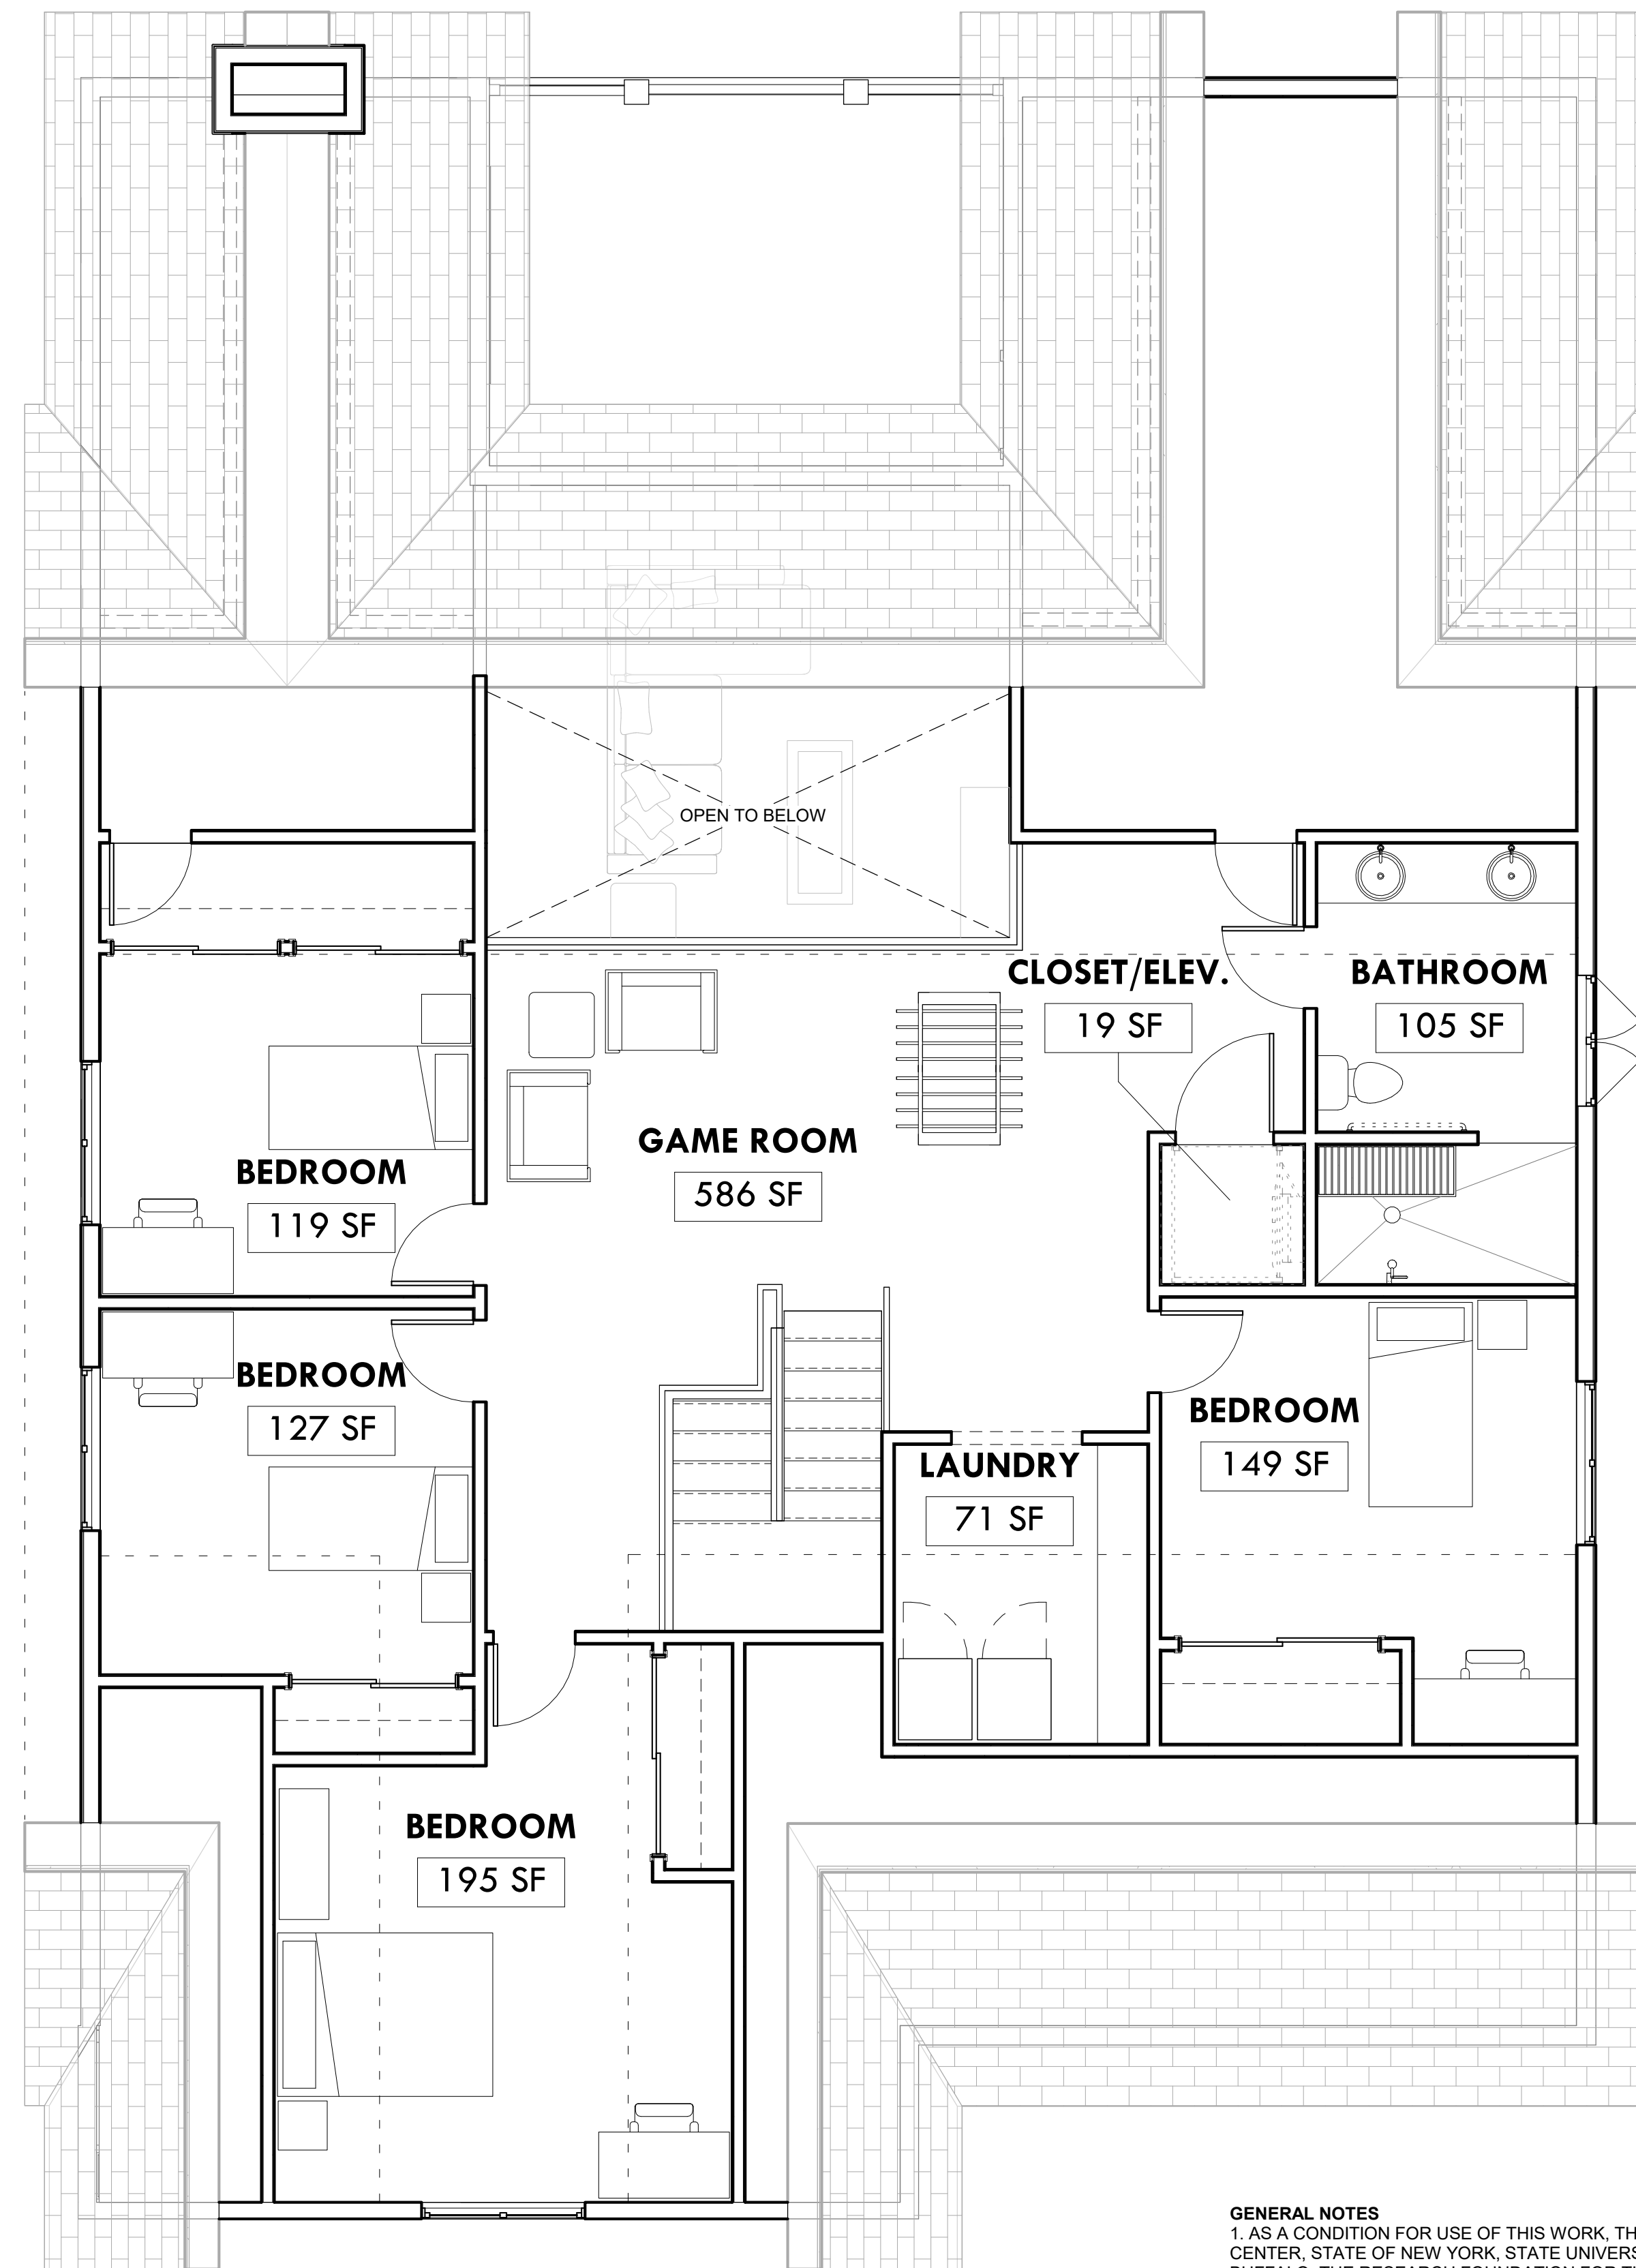 OPEN TO BELOW
CLOSET/ELEV.
19 SF
BATHROOM
105 SF
GAME ROOM
586 SF
BEDROOM
119 SF
BEDROOM
127 SF
BEDROOM
149 SF
LAUNDRY
71 SF
BEDROOM
195 SF
GENERAL NOTES
1. AS A CONDITION FOR USE OF THIS WORK, TH
CENTER, STATE OF NEW YORK, STATE UNIVERS